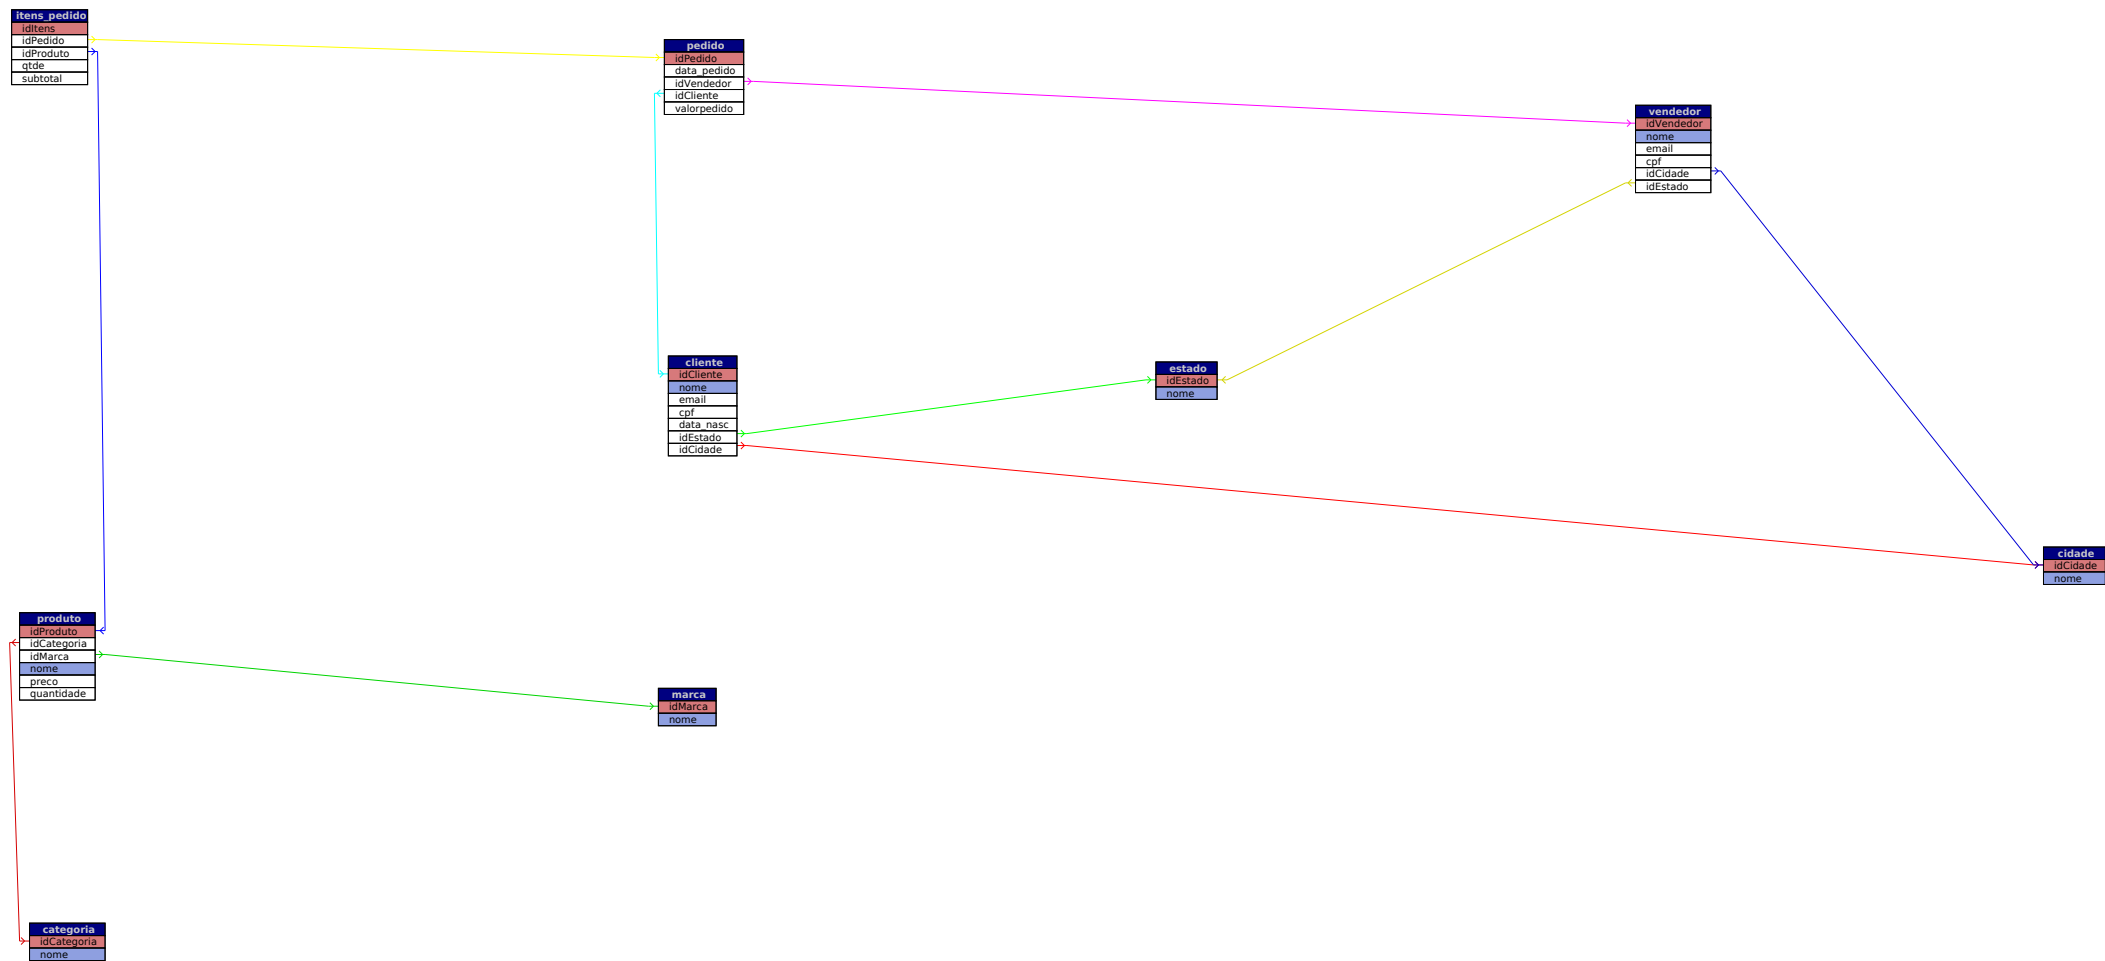 itens_pedido
idItens
idPedido
idProduto
qtde
subtotal
pedido
idPedido
data_pedido
idVendedor
idCliente
valorpedido
vendedor
idVendedor
nome
email
cpf
idCidade
idEstado
cliente
idCliente
nome
email
cpf
data_nasc
idEstado
idCidade
estado
idEstado
nome
cidade
idCidade
nome
produto
idProduto
idCategoria
idMarca
nome
preco
quantidade
marca
idMarca
nome
categoria
idCategoria
nome